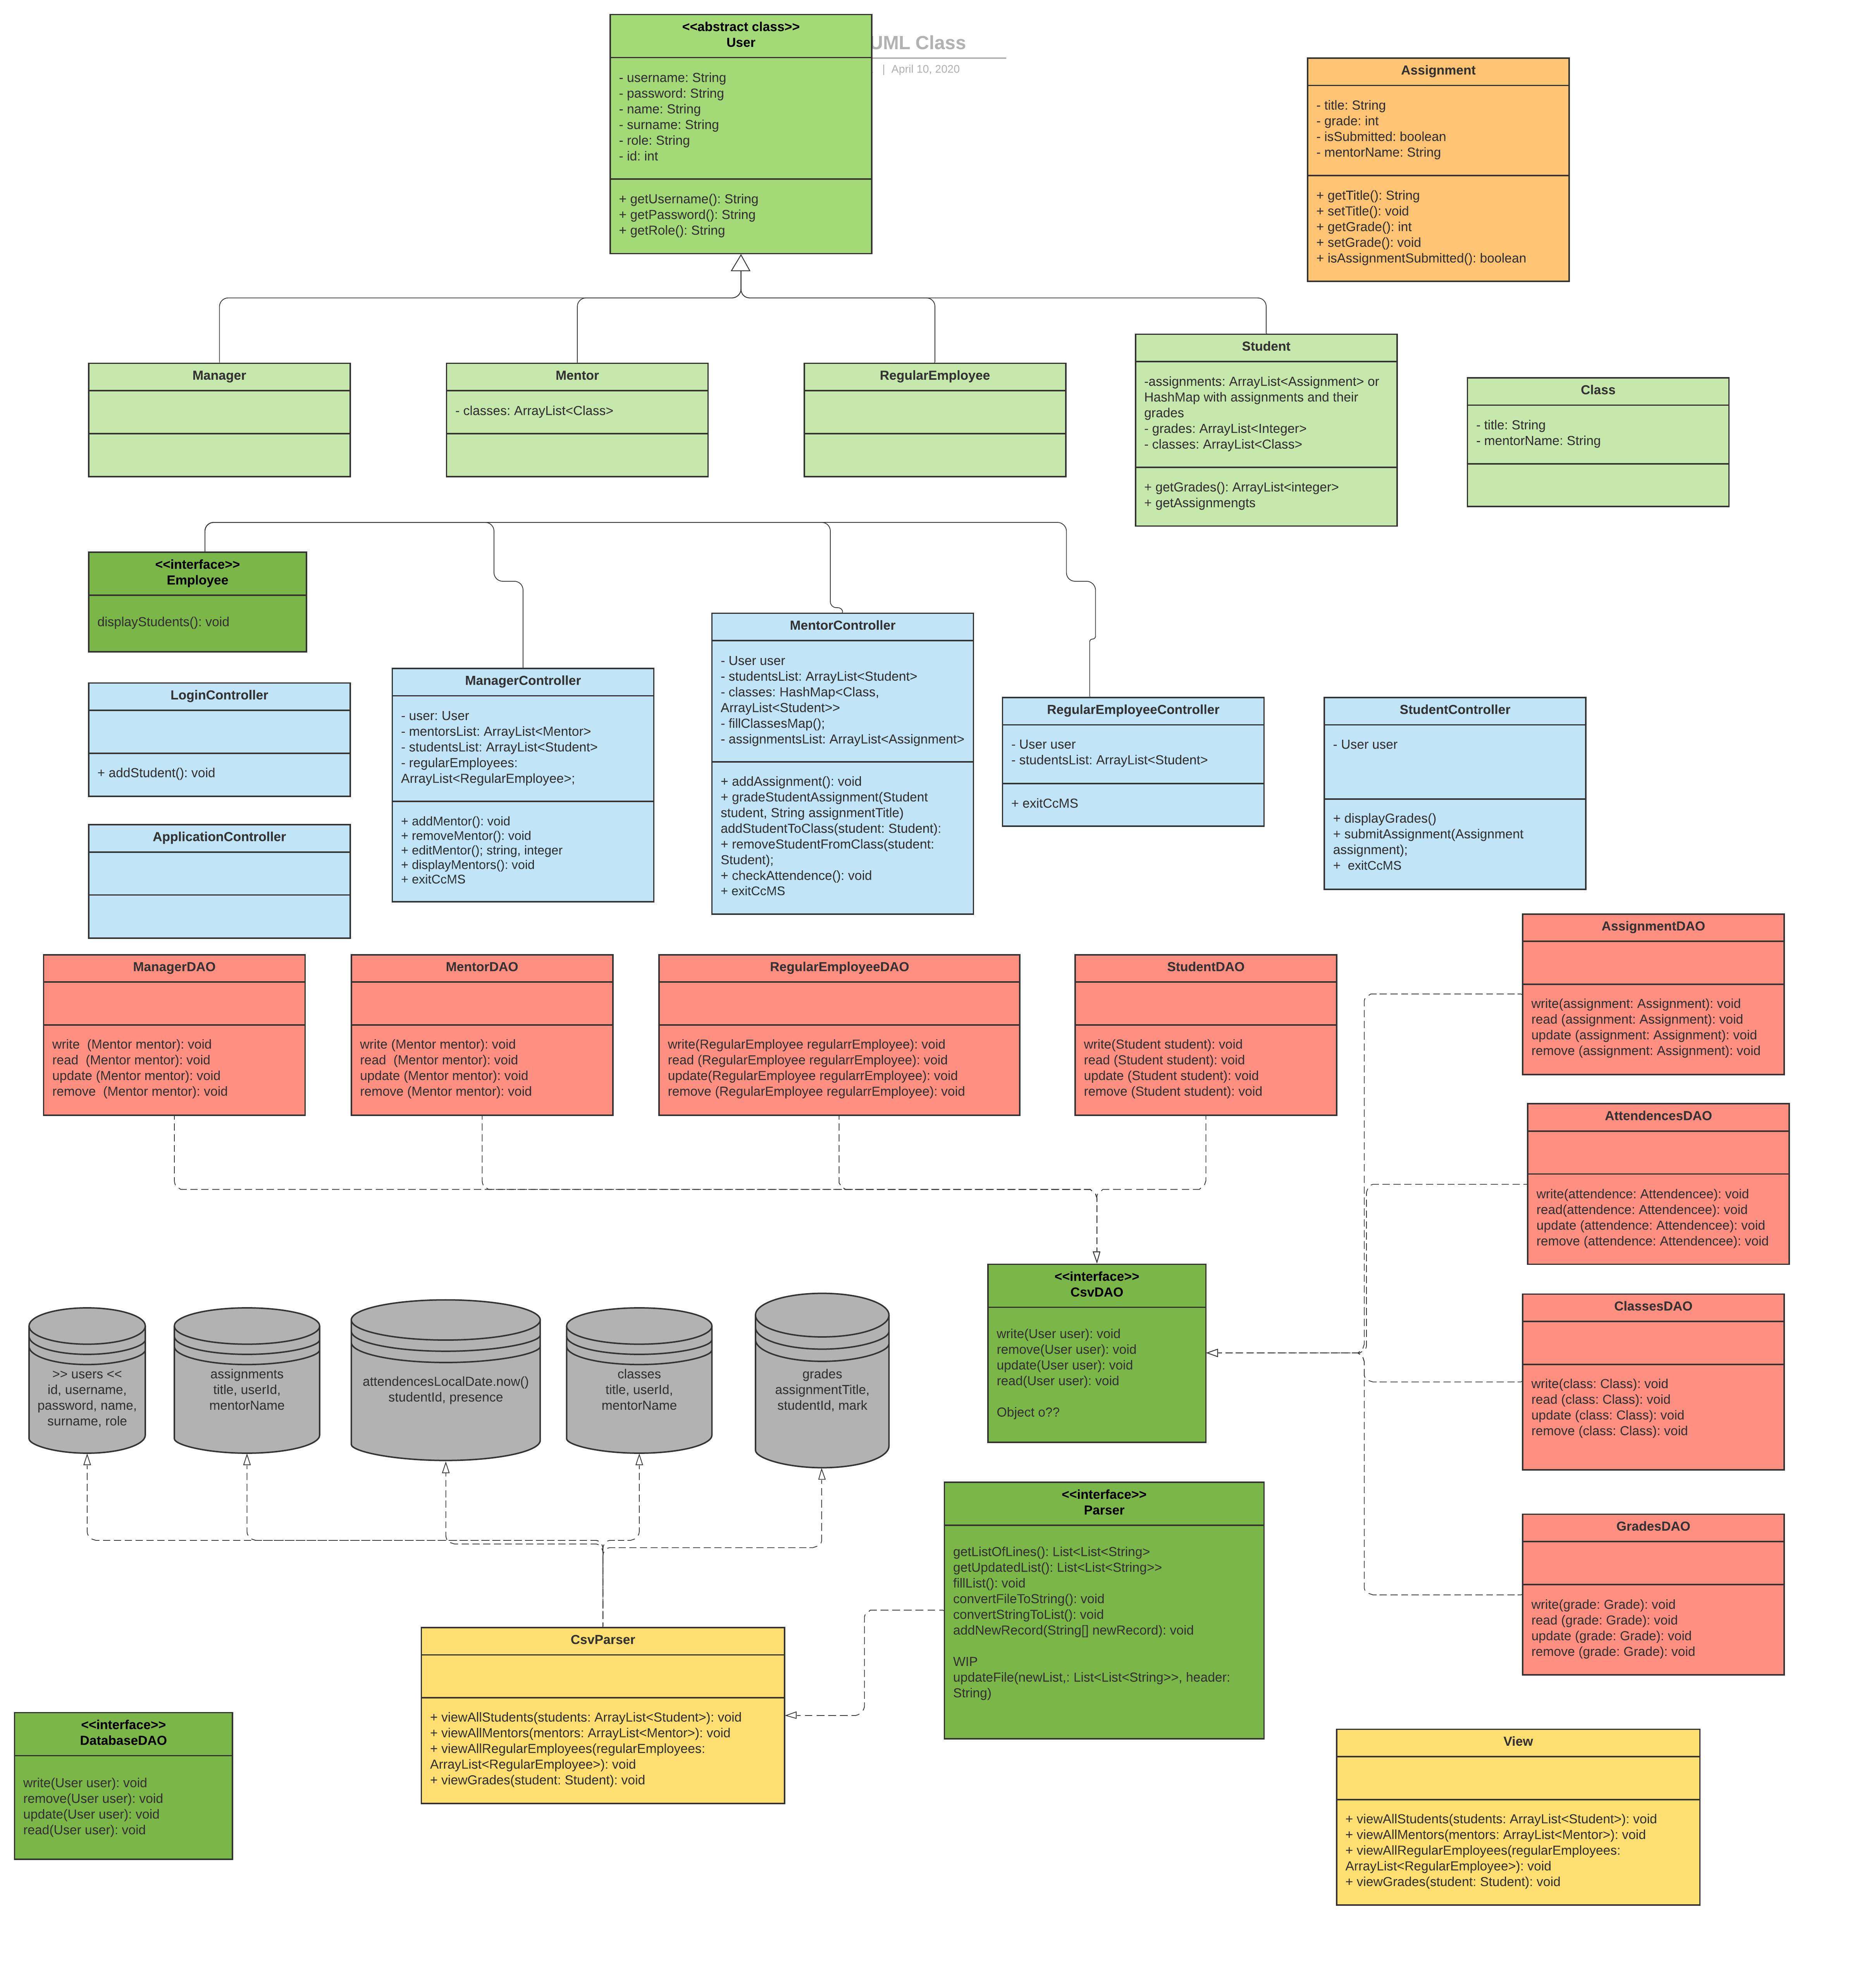 <<abstract class>>
User
- username: String
- password: String
- name: String
- surname: String
- role: String
- id: int
+ getUsername(): String
+ getPassword(): String
+ getRole(): String
UML Class
| April 10, 2020
Assignment
- title: String
- grade: int
- isSubmitted: boolean
- mentorName: String
+ getTitle(): String
+ setTitle(): void
+ getGrade(): int
+ setGrade(): void
+ isAssignmentSubmitted(): boolean
Manager
Mentor
- classes: ArrayList<Class>
RegularEmployee
Student
-assignments: ArrayList<Assignment> or
HashMap with assignments and their
grades
- grades: ArrayList<Integer>
- classes: ArrayList<Class>
+ getGrades(): ArrayList<integer>
+ getAssignmengts
Class
- title: String
- mentorName: String
<<interface>>
Employee
displayStudents(): void
LoginController
+ addStudent(): void
ApplicationController
ManagerController
- user: User
- mentorsList: ArrayList<Mentor>
- studentsList: ArrayList<Student>
- regularEmployees:
ArrayList<RegularEmployee>;
+ addMentor(): void
+ removeMentor(): void
+ editMentor(); string, integer
+ displayMentors(): void
+ exitCcMS
MentorController
- User user
- studentsList: ArrayList<Student>
- classes: HashMap<Class,
ArrayList<Student>>
- fillClassesMap();
- assignmentsList: ArrayList<Assignment>
+ addAssignment(): void
+ gradeStudentAssignment(Student
student, String assignmentTitle)
addStudentToClass(student: Student):
+ removeStudentFromClass(student:
Student);
+ checkAttendence(): void
+ exitCcMS
RegularEmployeeController
- User user
- studentsList: ArrayList<Student>
+ exitCcMS
StudentController
- User user
+ displayGrades()
+ submitAssignment(Assignment
assignment);
+  exitCcMS
ManagerDAO
write  (Mentor mentor): void
read  (Mentor mentor): void
update (Mentor mentor): void
remove  (Mentor mentor): void
MentorDAO
write (Mentor mentor): void
read  (Mentor mentor): void
update (Mentor mentor): void
remove (Mentor mentor): void
RegularEmployeeDAO
write(RegularEmployee regularrEmployee): void
read (RegularEmployee regularrEmployee): void
update(RegularEmployee regularrEmployee): void
remove (RegularEmployee regularrEmployee): void
StudentDAO
write(Student student): void
read (Student student): void
update (Student student): void
remove (Student student): void
AssignmentDAO
write(assignment: Assignment): void
read (assignment: Assignment): void
update (assignment: Assignment): void
remove (assignment: Assignment): void
AttendencesDAO
write(attendence: Attendencee): void
read(attendence: Attendencee): void
update (attendence: Attendencee): void
remove (attendence: Attendencee): void
ClassesDAO
write(class: Class): void
read (class: Class): void
update (class: Class): void
remove (class: Class): void
GradesDAO
write(grade: Grade): void
read (grade: Grade): void
update (grade: Grade): void
remove (grade: Grade): void
<<interface>>
CsvDAO
write(User user): void
remove(User user): void
update(User user): void
read(User user): void
Object o??
>> users <<
id, username,
password, name,
surname, role
assignments
title, userId,
mentorName
attendencesLocalDate.now()
studentId, presence
classes
title, userId,
mentorName
grades
assignmentTitle,
studentId, mark
<<interface>>
Parser
getListOfLines(): List<List<String>
getUpdatedList(): List<List<String>>
fillList(): void
convertFileToString(): void
convertStringToList(): void
addNewRecord(String[] newRecord): void
WIP
updateFile(newList,: List<List<String>>, header:
String)
CsvParser
+ viewAllStudents(students: ArrayList<Student>): void
+ viewAllMentors(mentors: ArrayList<Mentor>): void
+ viewAllRegularEmployees(regularEmployees:
ArrayList<RegularEmployee>): void
+ viewGrades(student: Student): void
<<interface>>
DatabaseDAO
write(User user): void
remove(User user): void
update(User user): void
read(User user): void
View
+ viewAllStudents(students: ArrayList<Student>): void
+ viewAllMentors(mentors: ArrayList<Mentor>): void
+ viewAllRegularEmployees(regularEmployees:
ArrayList<RegularEmployee>): void
+ viewGrades(student: Student): void